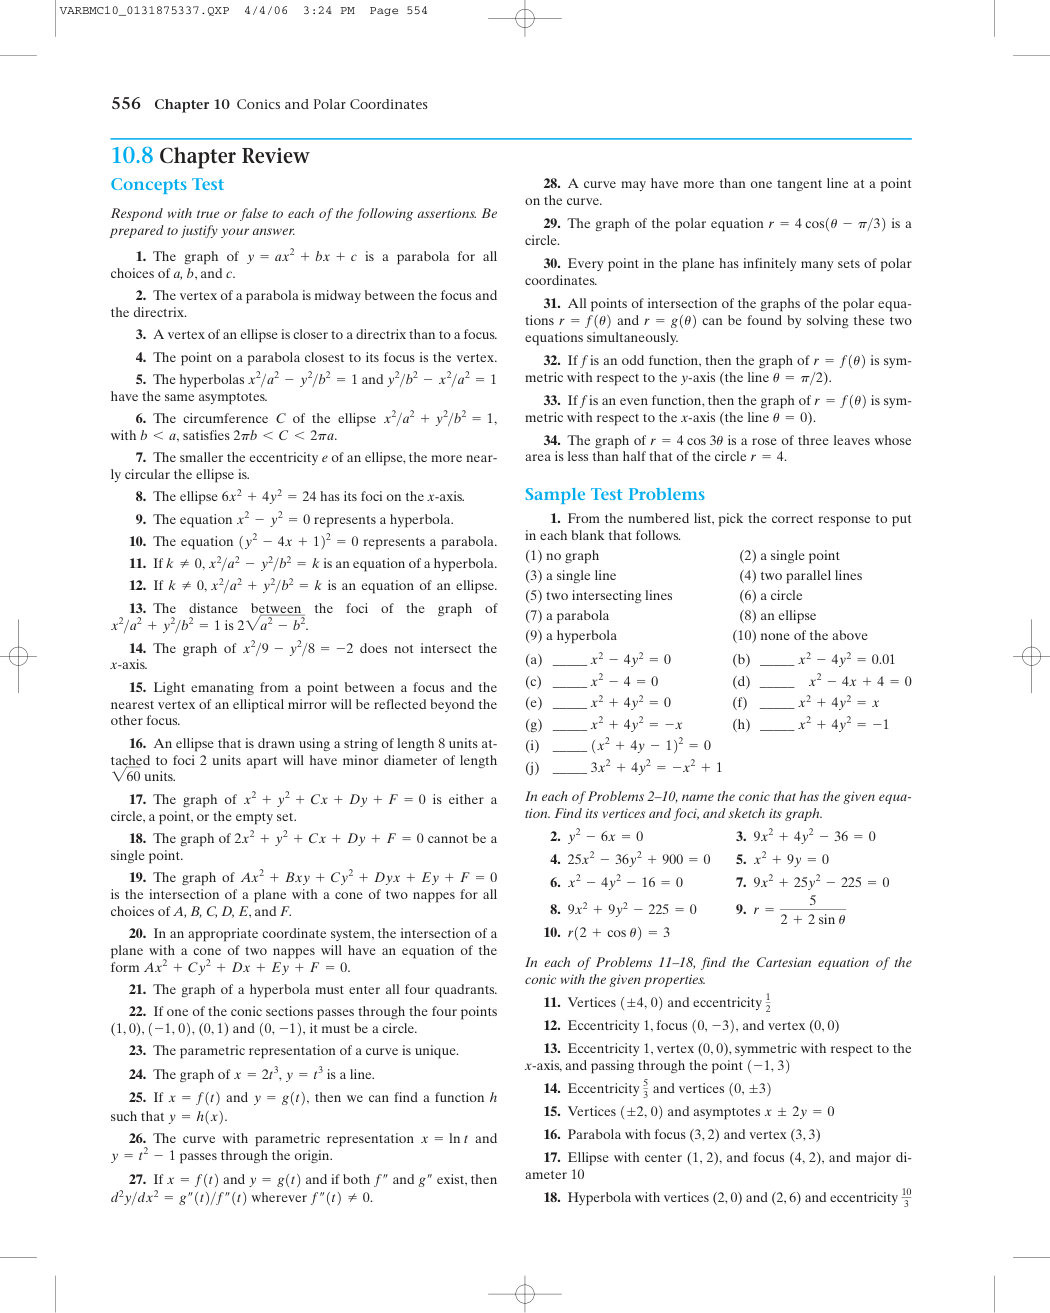 VARBMC10_0131875337.QXP 4/4/06 3:24 PM Page 554
556 Chapter 10 Conics and Polar Coordinates
10.8 Chapter Review
Concepts Test
Respond with true or false to each of the following assertions. Be
prepared to justify your answer.
1. The graph of y = ax² + bx + c is a parabola for all
choices of a, b, and c.
2. The vertex of a parabola is midway between the focus and
the directrix.
3. A vertex of an ellipse is closer to a directrix than to a focus.
4. The point on a parabola closest to its focus is the vertex.
5. The hyperbolas x²/a² − y²/b² = 1 and y²/b² − x²/a² = 1
have the same asymptotes.
6. The circumference C of the ellipse x²/a² + y²/b² = 1,
with b < a, satisfies 2πb < C < 2πa.
7. The smaller the eccentricity e of an ellipse, the more near-
ly circular the ellipse is.
8. The ellipse 6x² + 4y² = 24 has its foci on the x-axis.
9. The equation x² − y² = 0 represents a hyperbola.
10. The equation (y² − 4x + 1)² = 0 represents a parabola.
11. If k ≠ 0, x²/a² − y²/b² = k is an equation of a hyperbola.
12. If k ≠ 0, x²/a² + y²/b² = k is an equation of an ellipse.
13. The distance between the foci of the graph of
x²/a² + y²/b² = 1 is 2√(a² − b²).
14. The graph of x²/9 − y²/8 = −2 does not intersect the
x-axis.
15. Light emanating from a point between a focus and the
nearest vertex of an elliptical mirror will be reflected beyond the
other focus.
16. An ellipse that is drawn using a string of length 8 units at-
tached to foci 2 units apart will have minor diameter of length
√60 units.
17. The graph of x² + y² + Cx + Dy + F = 0 is either a
circle, a point, or the empty set.
18. The graph of 2x² + y² + Cx + Dy + F = 0 cannot be a
single point.
19. The graph of Ax² + Bxy + Cy² + Dyx + Ey + F = 0
is the intersection of a plane with a cone of two nappes for all
choices of A, B, C, D, E, and F.
20. In an appropriate coordinate system, the intersection of a
plane with a cone of two nappes will have an equation of the
form Ax² + Cy² + Dx + Ey + F = 0.
21. The graph of a hyperbola must enter all four quadrants.
22. If one of the conic sections passes through the four points
(1, 0), (−1, 0), (0, 1) and (0, −1), it must be a circle.
23. The parametric representation of a curve is unique.
24. The graph of x = 2t³, y = t³ is a line.
25. If x = f(t) and y = g(t), then we can find a function h
such that y = h(x).
26. The curve with parametric representation x = ln t and
y = t² − 1 passes through the origin.
27. If x = f(t) and y = g(t) and if both f″ and g″ exist, then
d²y/dx² = g″(t)/f″(t) wherever f″(t) ≠ 0.
28. A curve may have more than one tangent line at a point
on the curve.
29. The graph of the polar equation r = 4 cos(θ − π/3) is a
circle.
30. Every point in the plane has infinitely many sets of polar
coordinates.
31. All points of intersection of the graphs of the polar equa-
tions r = f(θ) and r = g(θ) can be found by solving these two
equations simultaneously.
32. If f is an odd function, then the graph of r = f(θ) is sym-
metric with respect to the y-axis (the line θ = π/2).
33. If f is an even function, then the graph of r = f(θ) is sym-
metric with respect to the x-axis (the line θ = 0).
34. The graph of r = 4 cos 3θ is a rose of three leaves whose
area is less than half that of the circle r = 4.
Sample Test Problems
1. From the numbered list, pick the correct response to put
in each blank that follows.
(1) no graph (2) a single point
(3) a single line (4) two parallel lines
(5) two intersecting lines (6) a circle
(7) a parabola (8) an ellipse
(9) a hyperbola (10) none of the above
(a) _____ x² − 4y² = 0 (b) _____ x² − 4y² = 0.01
(c) _____ x² − 4 = 0 (d) _____ x² − 4x + 4 = 0
(e) _____ x² + 4y² = 0 (f) _____ x² + 4y² = x
(g) _____ x² + 4y² = −x (h) _____ x² + 4y² = −1
(i) _____ (x² + 4y − 1)² = 0
(j) _____ 3x² + 4y² = −x² + 1
In each of Problems 2–10, name the conic that has the given equa-
tion. Find its vertices and foci, and sketch its graph.
2. y² − 6x = 0 3. 9x² + 4y² − 36 = 0
4. 25x² − 36y² + 900 = 0 5. x² + 9y = 0
6. x² − 4y² − 16 = 0 7. 9x² + 25y² − 225 = 0
8. 9x² + 9y² − 225 = 0 9. r = 5/(2 + 2 sin θ)
10. r(2 + cos θ) = 3
In each of Problems 11–18, find the Cartesian equation of the
conic with the given properties.
11. Vertices (±4, 0) and eccentricity 1/2
12. Eccentricity 1, focus (0, −3), and vertex (0, 0)
13. Eccentricity 1, vertex (0, 0), symmetric with respect to the
x-axis, and passing through the point (−1, 3)
14. Eccentricity 5/3 and vertices (0, ±3)
15. Vertices (±2, 0) and asymptotes x ± 2y = 0
16. Parabola with focus (3, 2) and vertex (3, 3)
17. Ellipse with center (1, 2), and focus (4, 2), and major di-
ameter 10
18. Hyperbola with vertices (2, 0) and (2, 6) and eccentricity 10/3